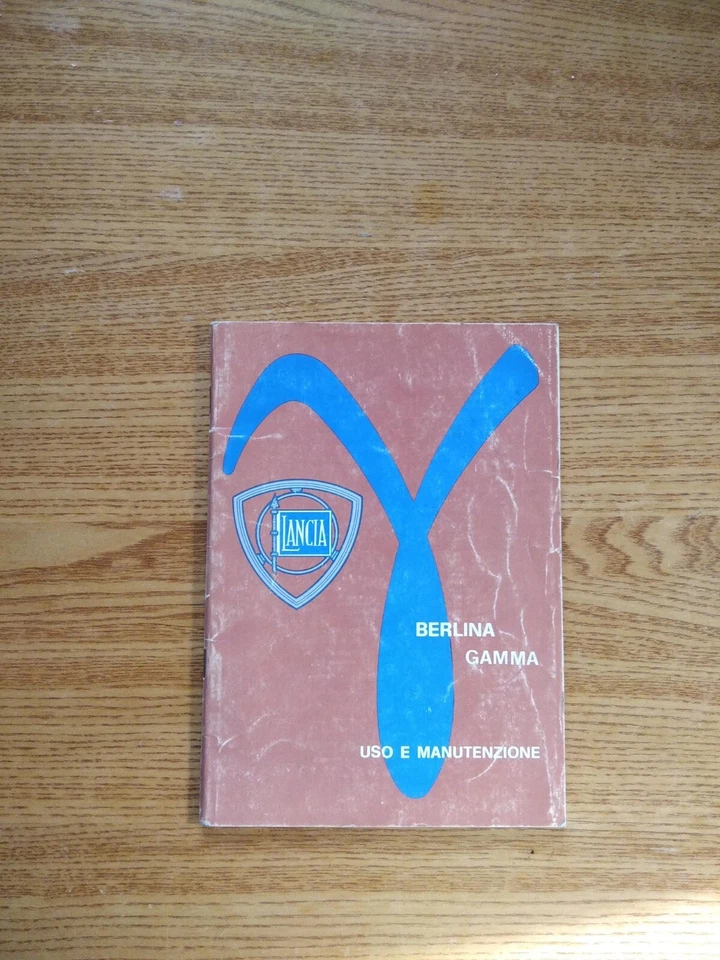 γ
LANCIA
BERLINA
GAMMA
USO E MANUTENZIONE